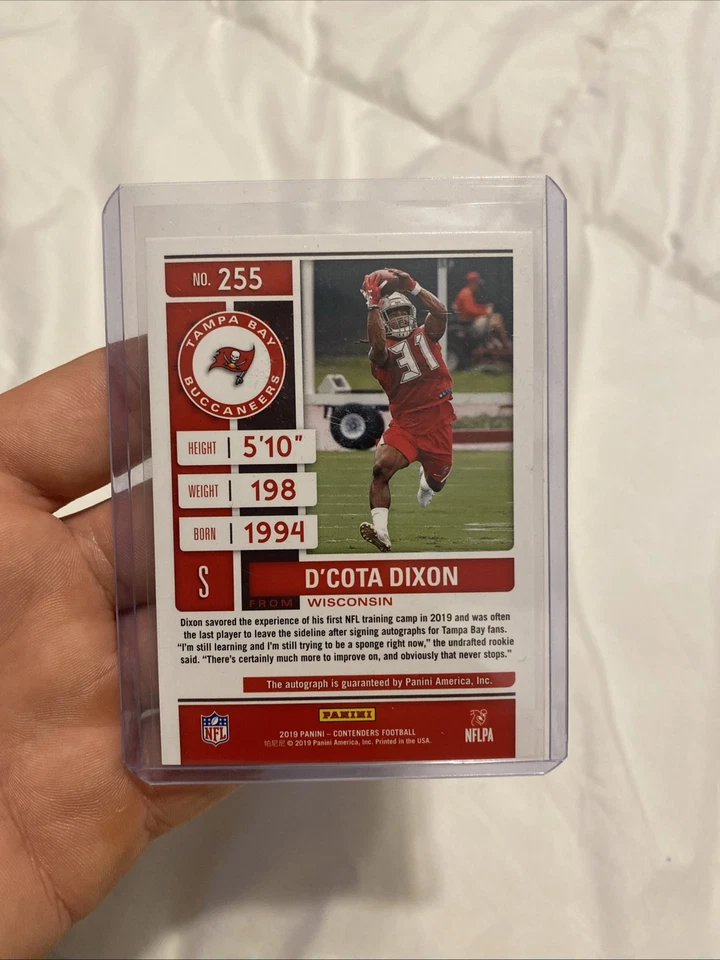 NO. 255
TAMPA BAY
BUCCANEERS
31
HEIGHT 5'10"
WEIGHT 198
BORN 1994
S
D'COTA DIXON
FROM WISCONSIN
Dixon savored the experience of his first NFL training camp in 2019 and was often
the last player to leave the sideline after signing autographs for Tampa Bay fans.
"I'm still learning and I'm still trying to be a sponge right now," the undrafted rookie
said. "There's certainly much more to improve on, and obviously that never stops."
The autograph is guaranteed by Panini America, Inc.
NFL
PANINI
2019 PANINI – CONTENDERS FOOTBALL
帕尼尼 © 2019 Panini America, Inc. Printed in the USA.
NFLPA